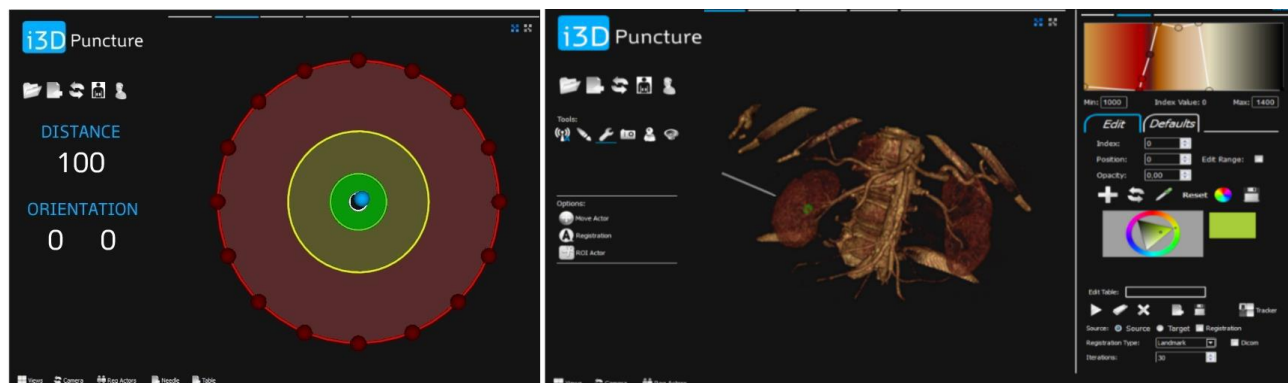 i3D Puncture
DISTANCE
100
ORIENTATION
0 0
Views Camera Reg Actors Needle Table
i3D Puncture
Tools:
Options:
Move Actor
Registration
ROI Actor
Views Camera Reg Actors
Min: 1000 Index Value: 0 Max: 1400
Edit Defaults
Index: 0
Position: 0 Edit Range:
Opacity: 0,00
Reset
Edit Table:
Tracker
Source: Source Target Registration
Registration Type: Landmark Dicom
Iterations: 30